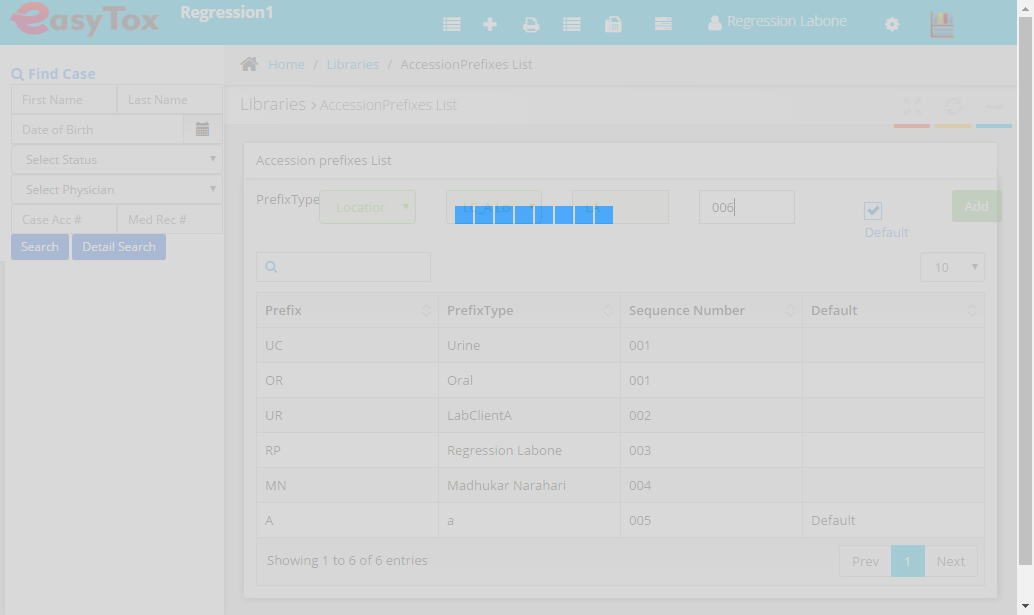 easyTox
Regression1
Regression Labone
Find Case
First Name
Last Name
Date of Birth
Select Status
Select Physician
Case Acc #
Med Rec #
Search
Detail Search
Home / Libraries / AccessionPrefixes List
Libraries › AccessionPrefixes List
Accession prefixes List
PrefixType
Location
006
Default
Add
10
Prefix
PrefixType
Sequence Number
Default
UC
Urine
001
OR
Oral
001
UR
LabClientA
002
RP
Regression Labone
003
MN
Madhukar Narahari
004
A
a
005
Default
Showing 1 to 6 of 6 entries
Prev
1
Next